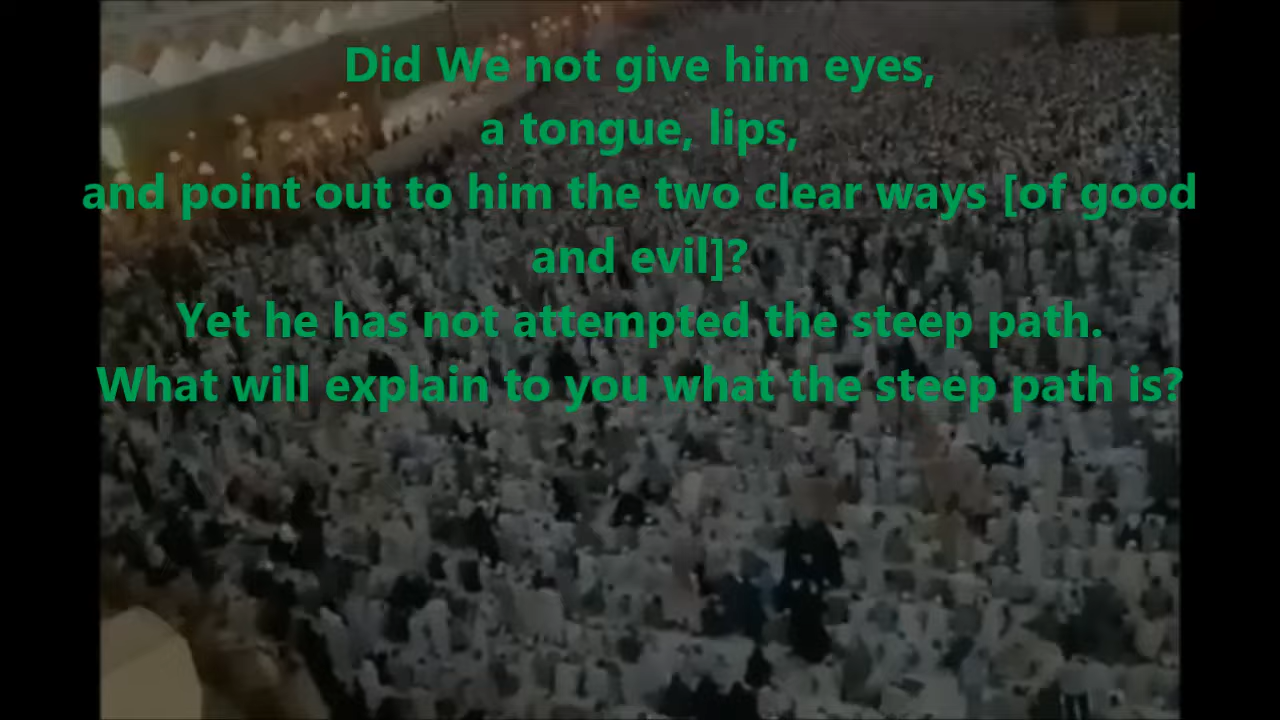 Did We not give him eyes,
a tongue, lips,
and point out to him the two clear ways [of good
and evil]?
Yet he has not attempted the steep path.
What will explain to you what the steep path is?